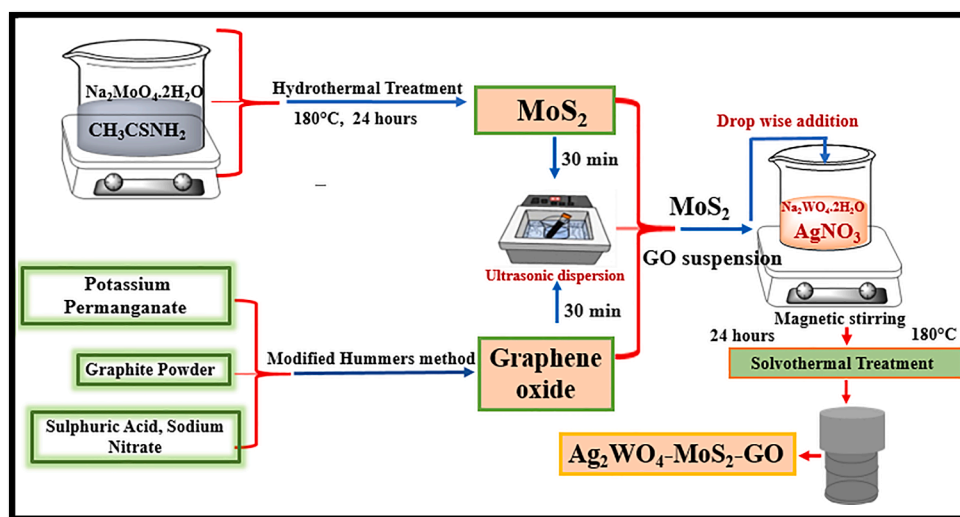 Na₂MoO₄.2H₂O
CH₃CSNH₂
Hydrothermal Treatment
180°C, 24 hours
MoS₂
30 min
Ultrasonic dispersion
30 min
Potassium
Permanganate
Graphite Powder
Sulphuric Acid, Sodium
Nitrate
Modified Hummers method
Graphene
oxide
MoS₂
GO suspension
Drop wise addition
Na₂WO₄.2H₂O
AgNO₃
Magnetic stirring
24 hours
180°C
Solvothermal Treatment
Ag₂WO₄-MoS₂-GO